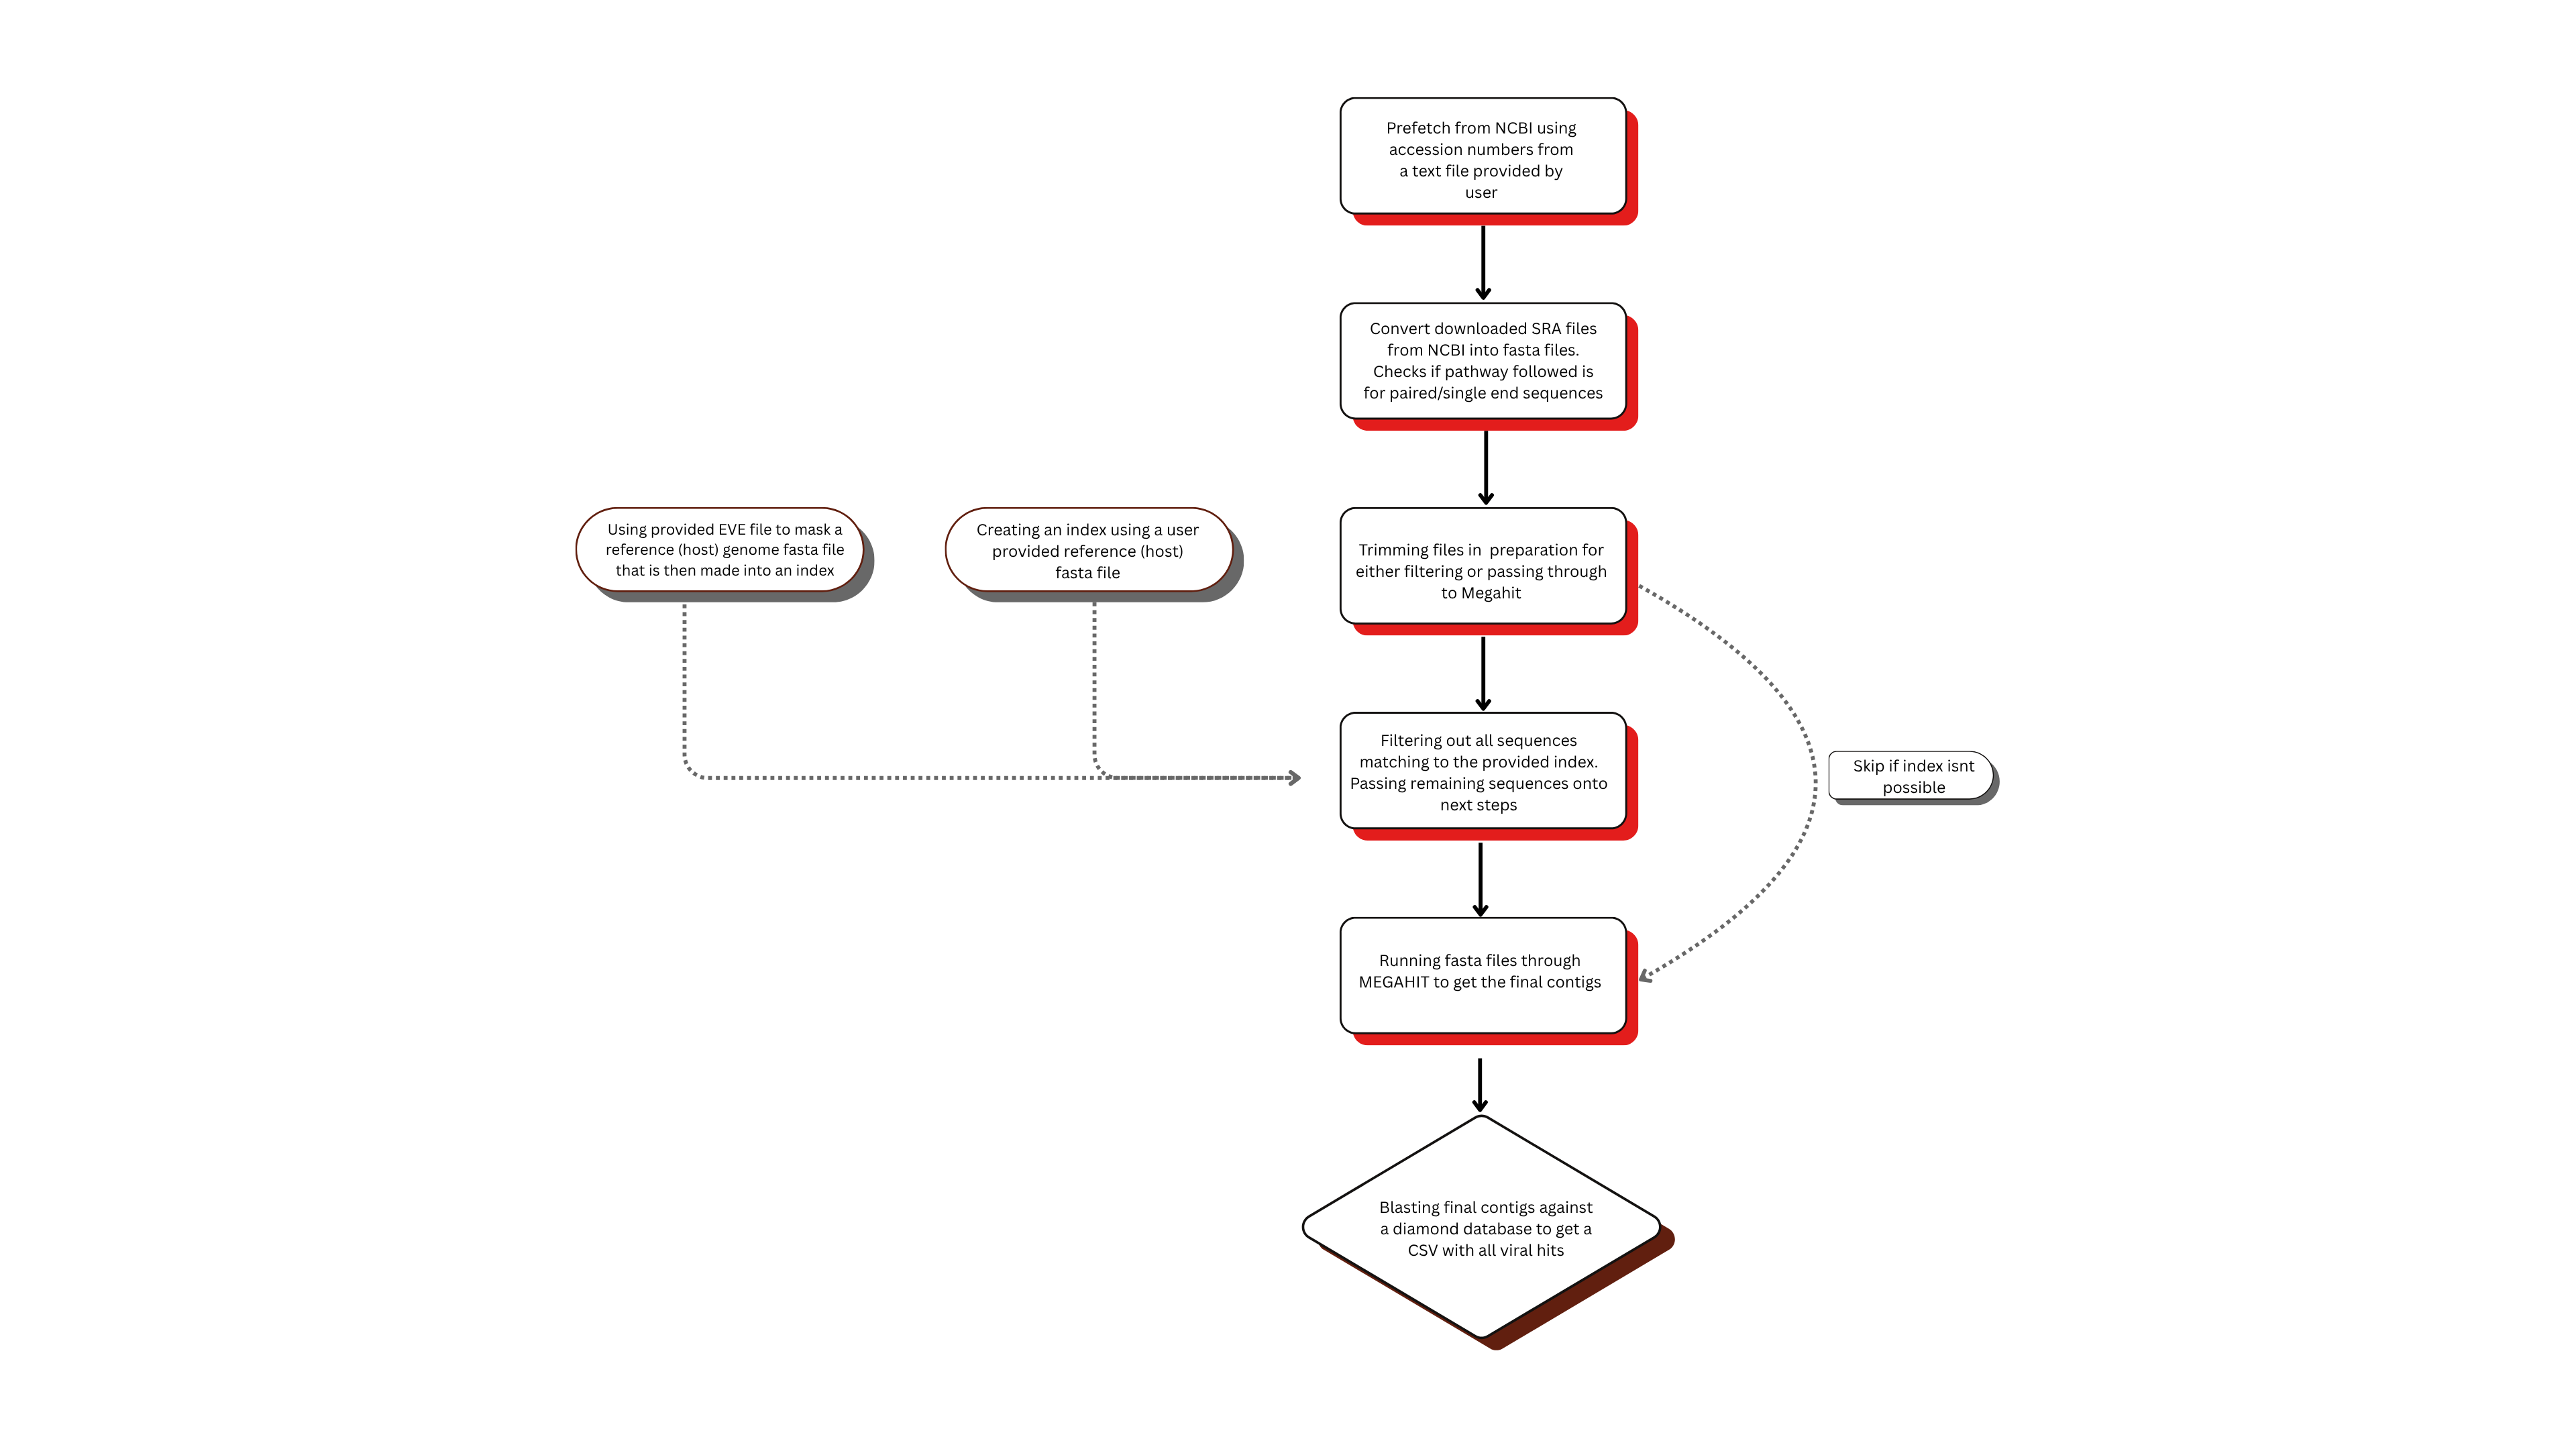 Prefetch from NCBI using
accession numbers from
a text file provided by
user
Convert downloaded SRA files
from NCBI into fasta files.
Checks if pathway followed is
for paired/single end sequences
Using provided EVE file to mask a
reference (host) genome fasta file
that is then made into an index
Creating an index using a user
provided reference (host)
fasta file
Trimming files in  preparation for
either filtering or passing through
to Megahit
Filtering out all sequences
matching to the provided index.
Passing remaining sequences onto
next steps
Skip if index isnt
possible
Running fasta files through
MEGAHIT to get the final contigs
Blasting final contigs against
a diamond database to get a
CSV with all viral hits